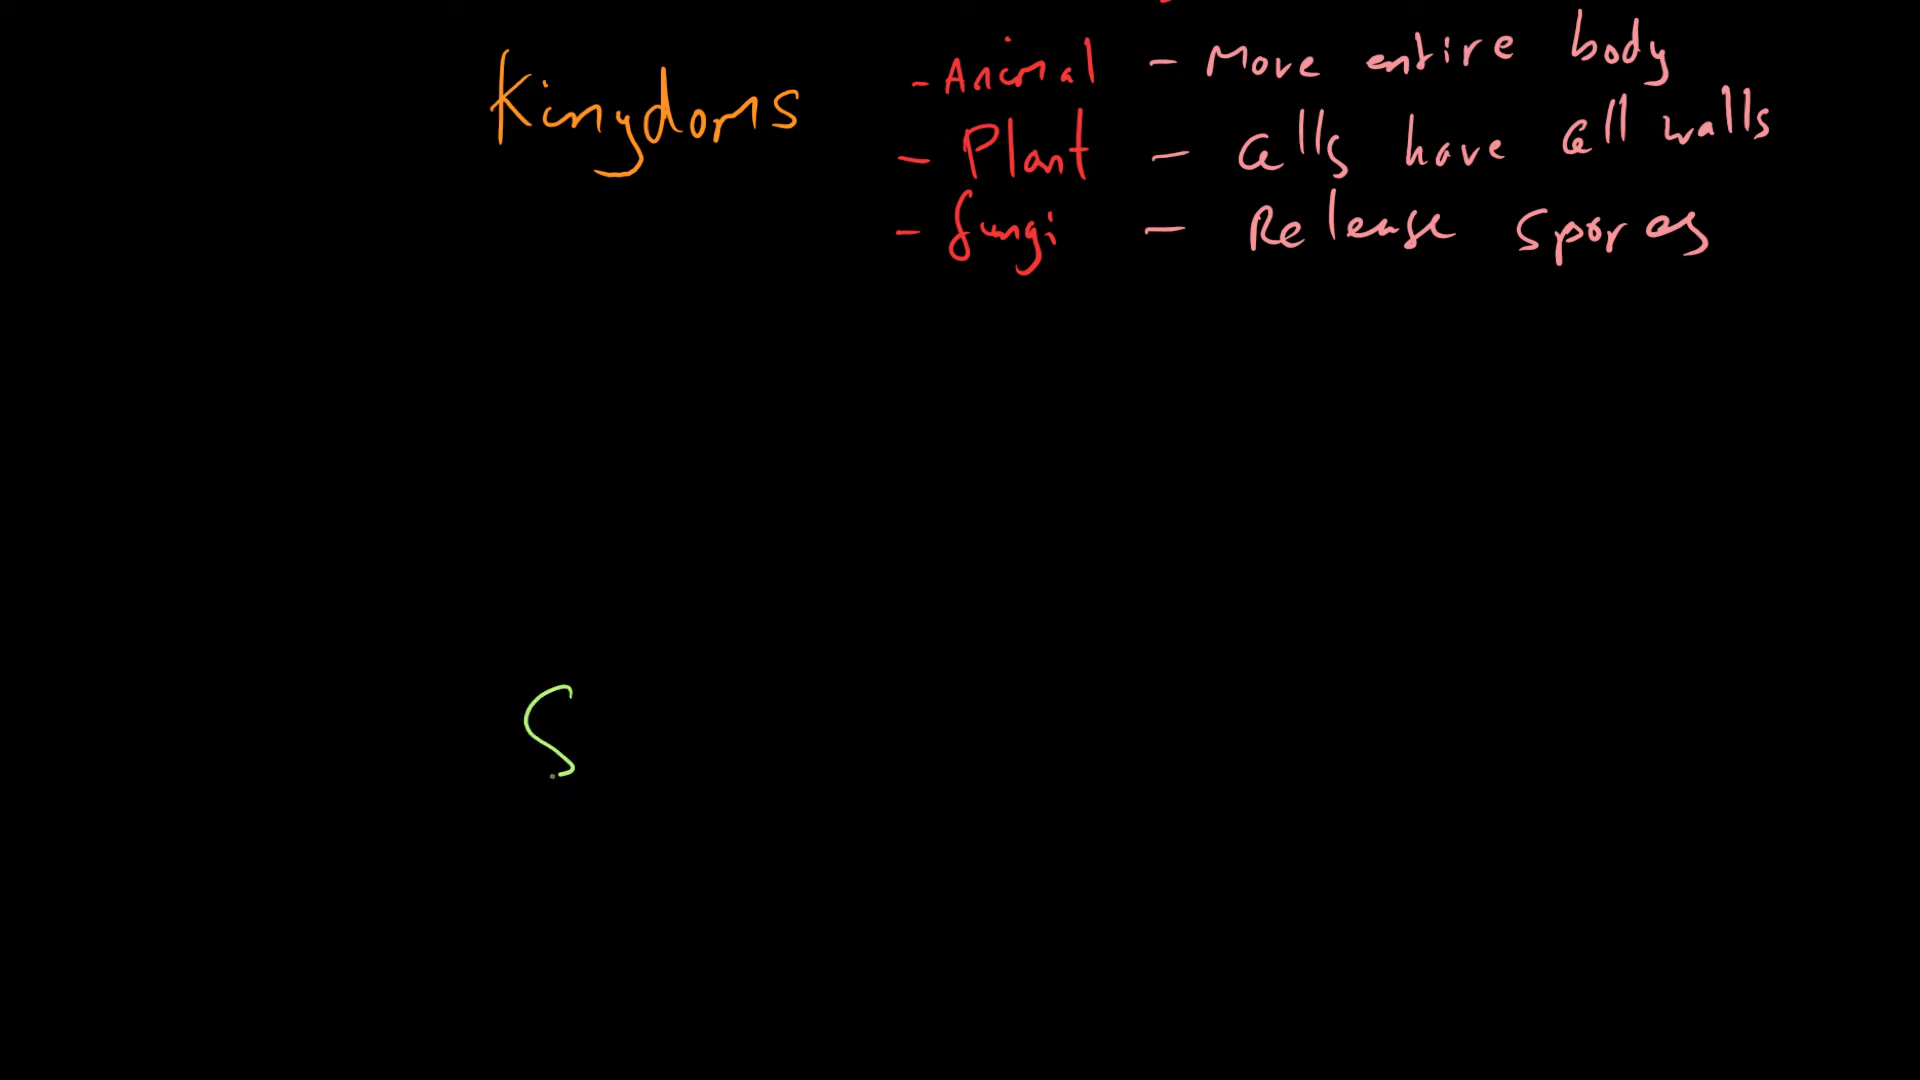 Kingdoms
- Animal - Move entire body
- Plant - Cells have cell walls
- fungi - Release spores
S